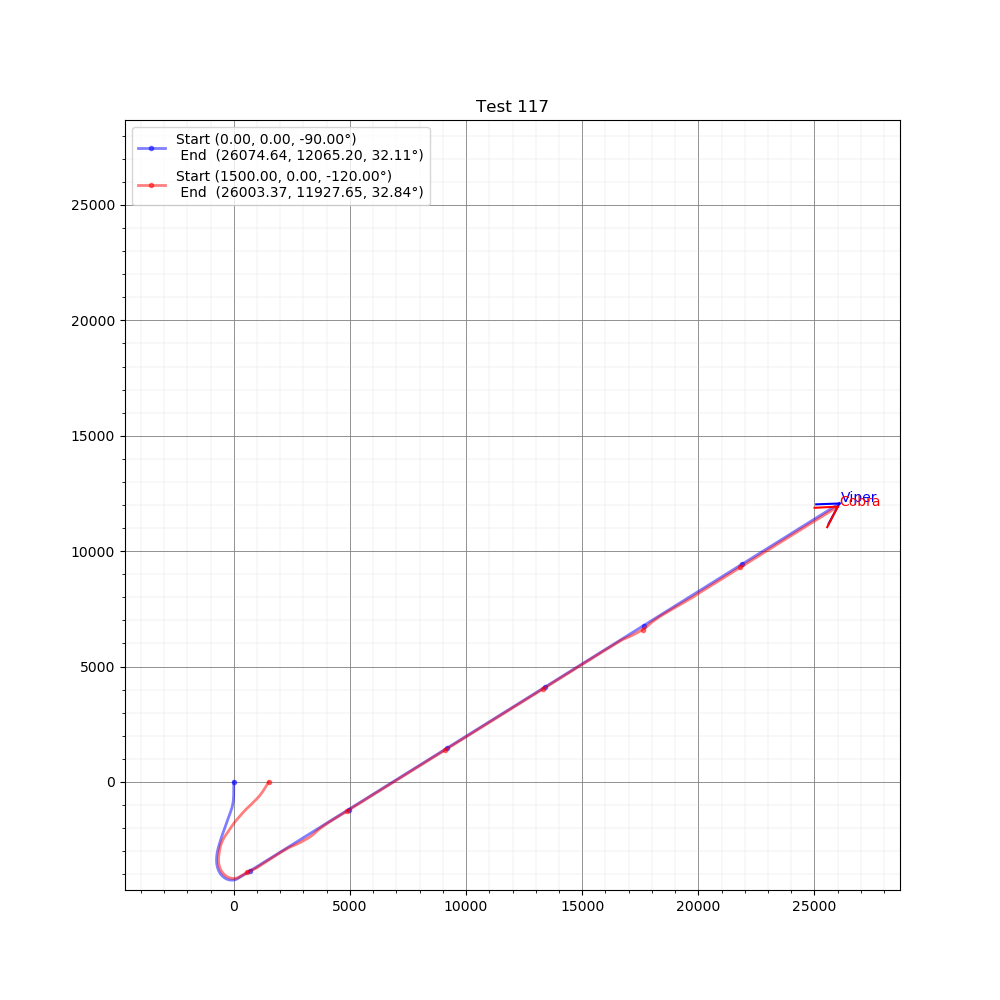 Test 117
Start (0.00, 0.00, -90.00°)
End (26074.64, 12065.20, 32.11°)
Start (1500.00, 0.00, -120.00°)
End (26003.37, 11927.65, 32.84°)
25000
20000
15000
Viper
Cobra
10000
5000
0
0
5000
10000
15000
20000
25000